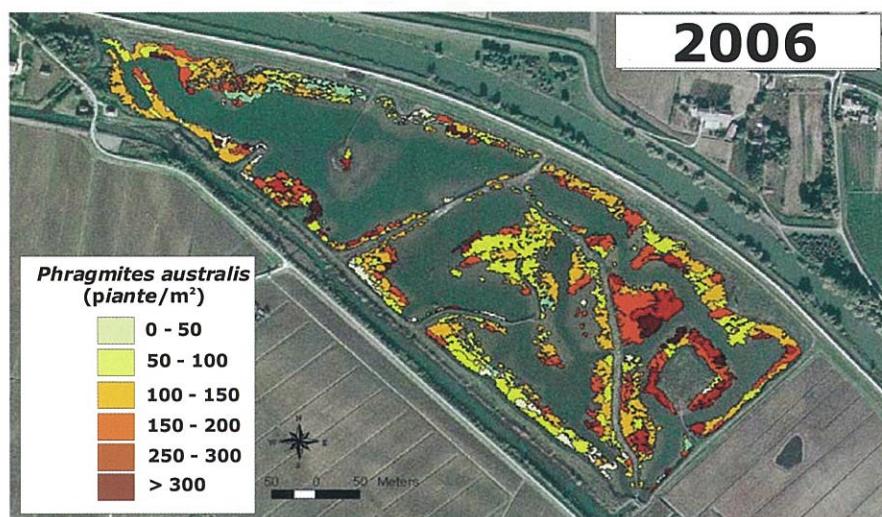 2006
Phragmites australis
(piante/m²)
0 - 50
50 - 100
100 - 150
150 - 200
250 - 300
> 300
N
W E
S
50 0 50 Meters